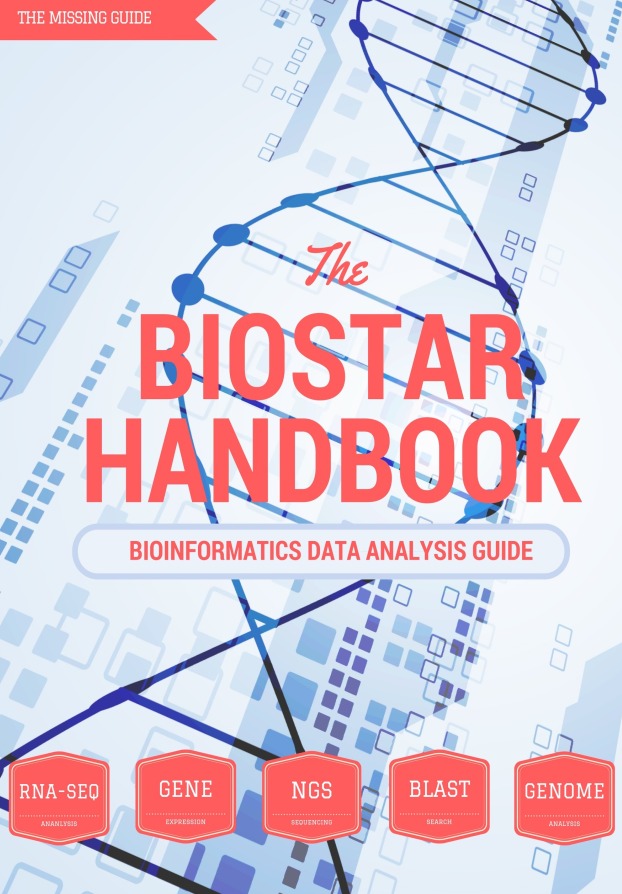 THE MISSING GUIDE
The
BIOSTAR
HANDBOOK
BIOINFORMATICS DATA ANALYSIS GUIDE
RNA-SEQ
ANANLYSIS
GENE
EXPRESSION
NGS
SEQUENCING
BLAST
SEARCH
GENOME
ANALYSIS